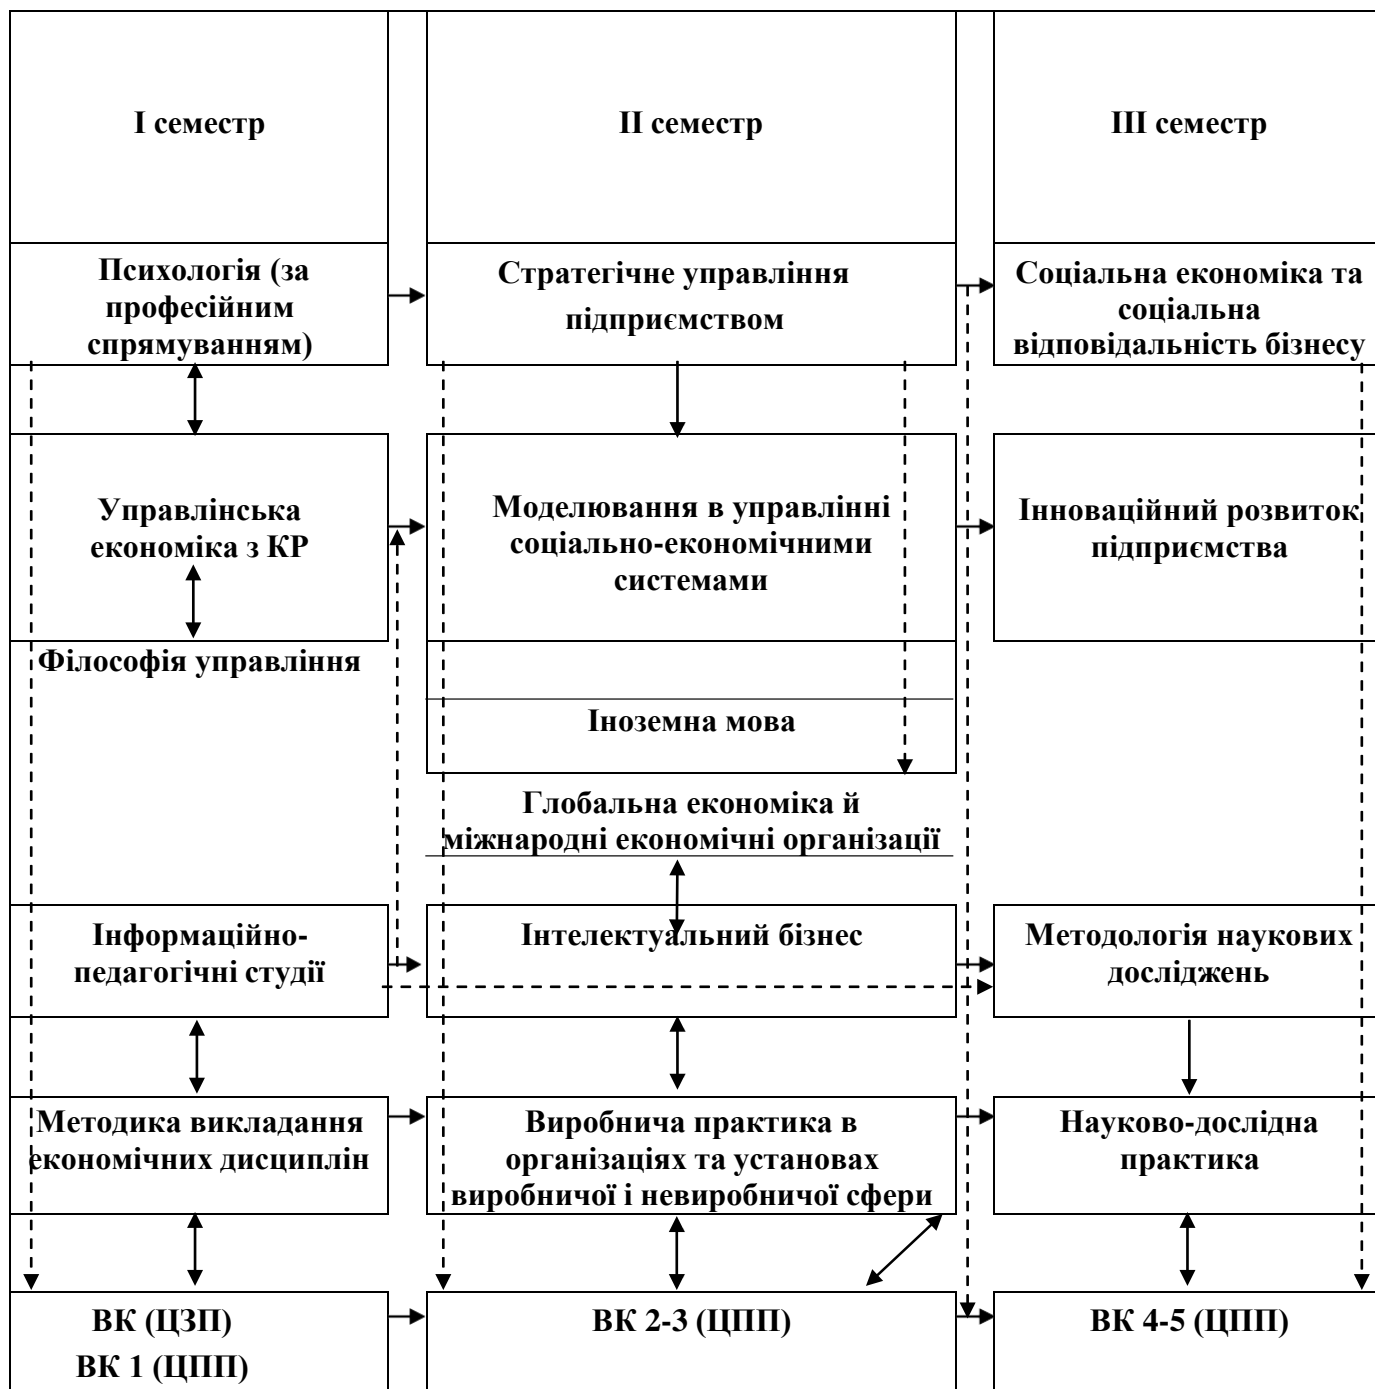 I семестр
II семестр
III семестр
Психологія (за
професійним
спрямуванням)
Стратегічне управління
підприємством
Соціальна економіка та
соціальна
відповідальність бізнесу
Управлінська
економіка з КР
Моделювання в управлінні
соціально-економічними
системами
Інноваційний розвиток
підприємства
Філософія управління
Іноземна мова
Глобальна економіка й
міжнародні економічні організації
Інформаційно-
педагогічні студії
Інтелектуальний бізнес
Методологія наукових
досліджень
Методика викладання
економічних дисциплін
Виробнича практика в
організаціях та установах
виробничої і невиробничої сфери
Науково-дослідна
практика
ВК (ЦЗП)
ВК 1 (ЦПП)
ВК 2-3 (ЦПП)
ВК 4-5 (ЦПП)